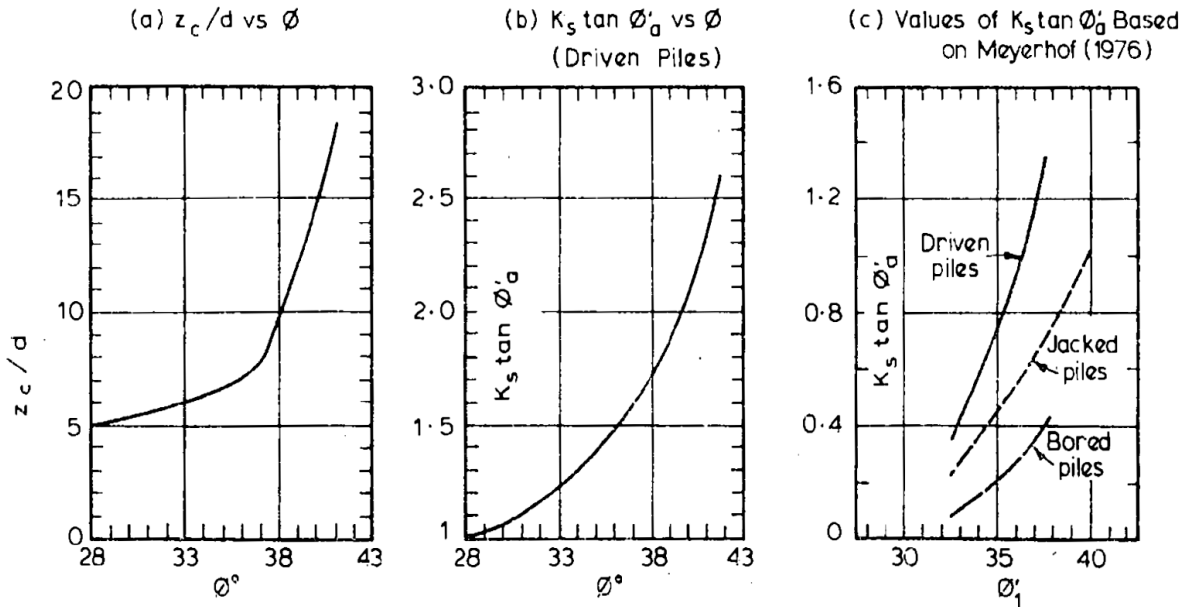 (a) z_c/d vs Ø
20
15
10
5
0
28
33
38
43
z_c/d
ز
(b) K_s tan Ø'_a vs Ø
(Driven Piles)
3.0
2.5
2.0
1.5
1
28
33
38
43
K_s tan Ø'_a
ز
(c) Values of K_s tan Ø'_a Based
on Meyerhof (1976)
1.6
1.2
0.8
0.4
0
30
35
40
K_s tan Ø'_a
Ø'_1
Driven
piles
Jacked
piles
Bored
piles